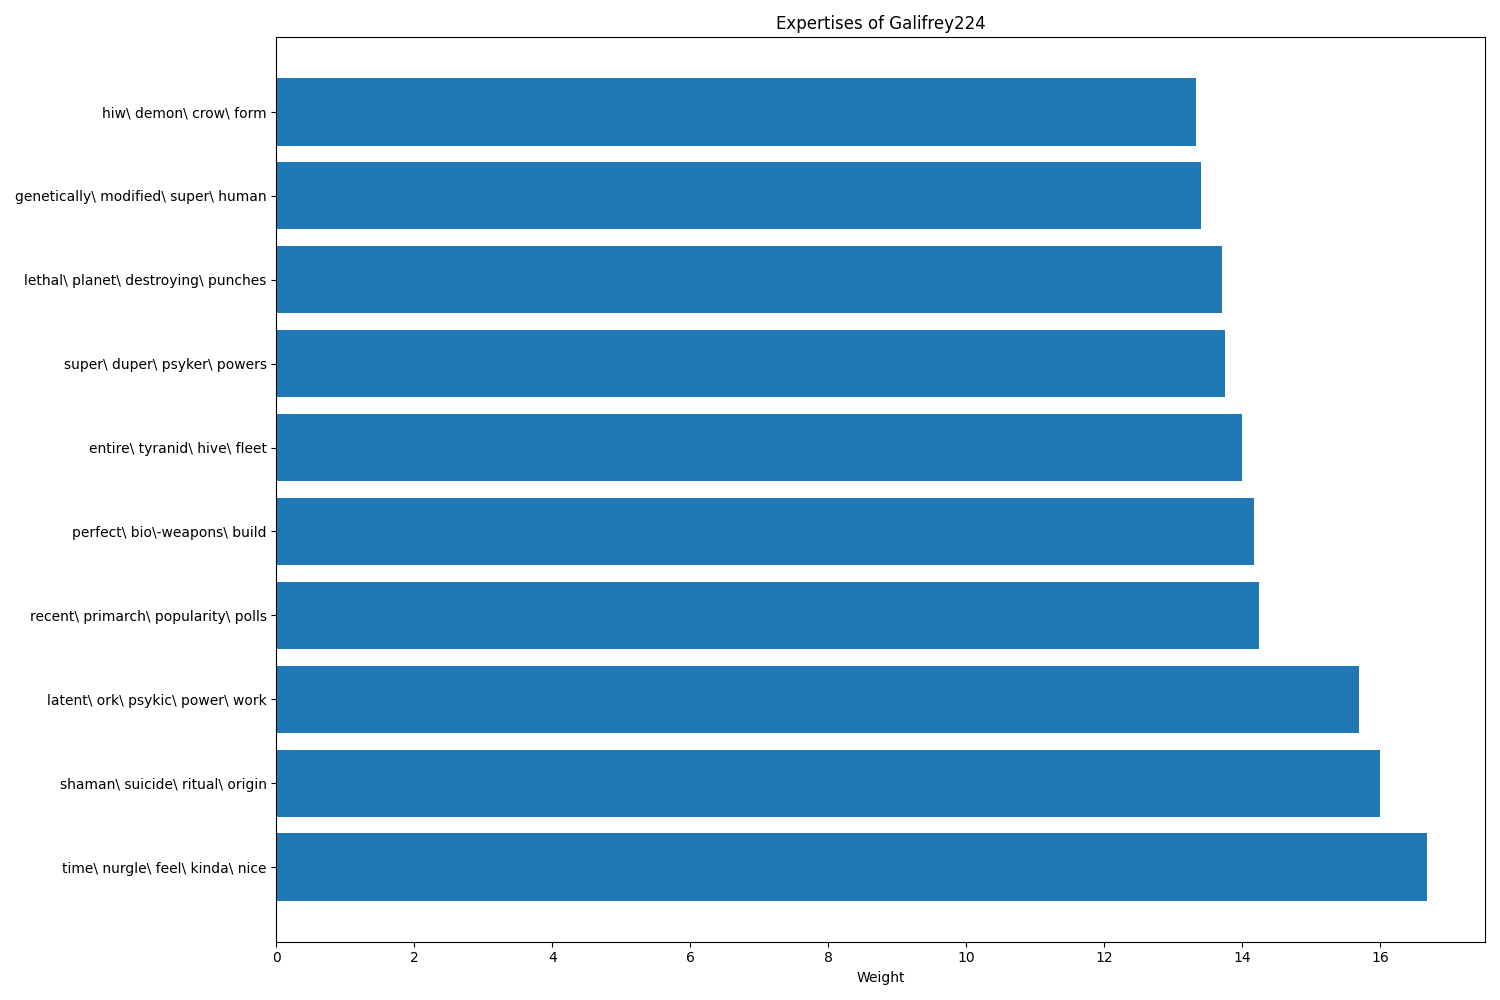 Expertises of Galifrey224
hiw\ demon\ crow\ form
genetically\ modified\ super\ human
lethal\ planet\ destroying\ punches
super\ duper\ psyker\ powers
entire\ tyranid\ hive\ fleet
perfect\ bio\-weapons\ build
recent\ primarch\ popularity\ polls
latent\ ork\ psykic\ power\ work
shaman\ suicide\ ritual\ origin
time\ nurgle\ feel\ kinda\ nice
0 2 4 6 8 10 12 14 16
Weight